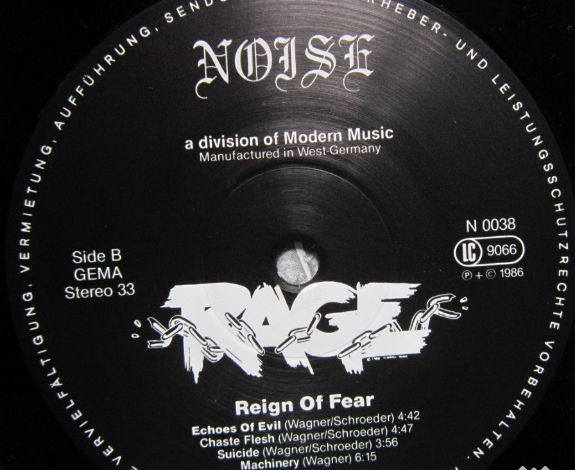 VERVIELFÄLTIGUNG, VERMIETUNG, AUFFÜHRUNG, SENDU
RHEBER- UND LEISTUNGSSCHUTZRECHTE VORBEHALTEN.
NOISE
a division of Modern Music
Manufactured in West-Germany
Side B
GEMA
Stereo 33
N 0038
LC 9066
Ⓟ + © 1986
RAGE
Reign Of Fear
Echoes Of Evil (Wagner/Schroeder) 4:42
Chaste Flesh (Wagner/Schroeder) 4:47
Suicide (Wagner/Schroeder) 3:56
Machinery (Wagner) 6:15